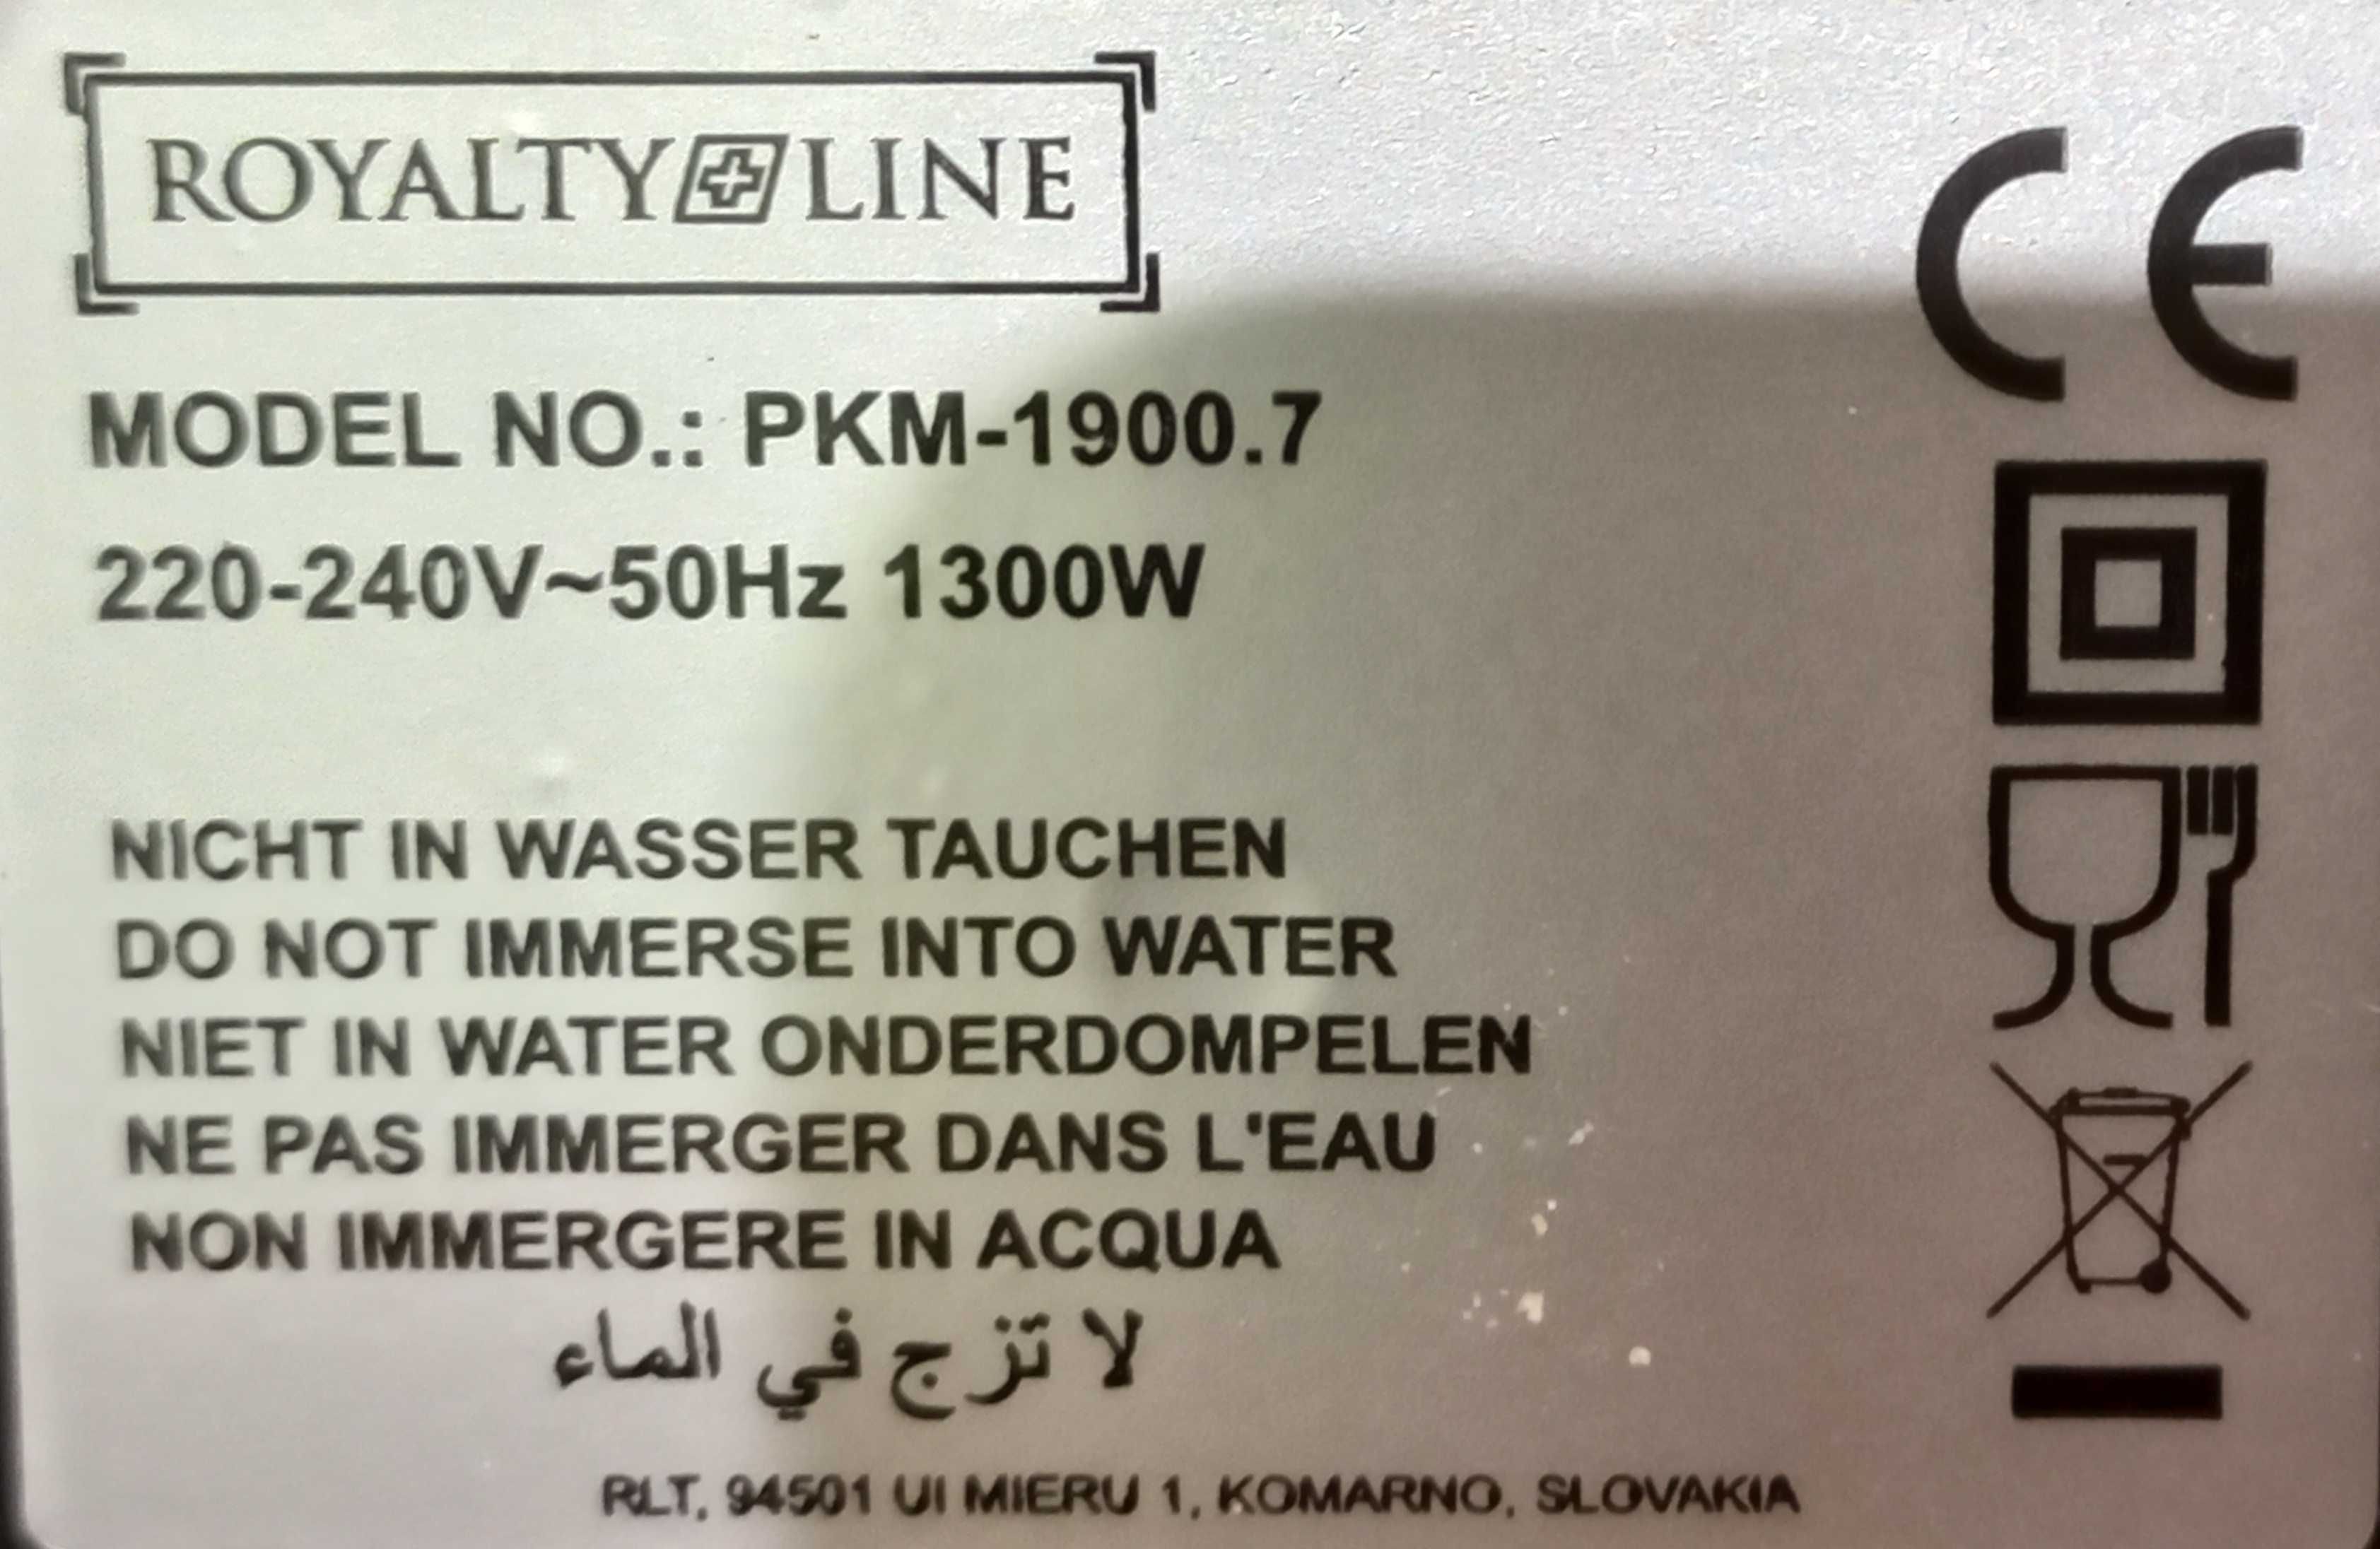 ROYALTY LINE
MODEL NO.: PKM-1900.7
220-240V~50Hz 1300W
NICHT IN WASSER TAUCHEN
DO NOT IMMERSE INTO WATER
NIET IN WATER ONDERDOMPELEN
NE PAS IMMERGER DANS L'EAU
NON IMMERGERE IN ACQUA
لا تزج في الماء
RLT, 94501 UI MIERU 1, KOMARNO, SLOVAKIA
CE